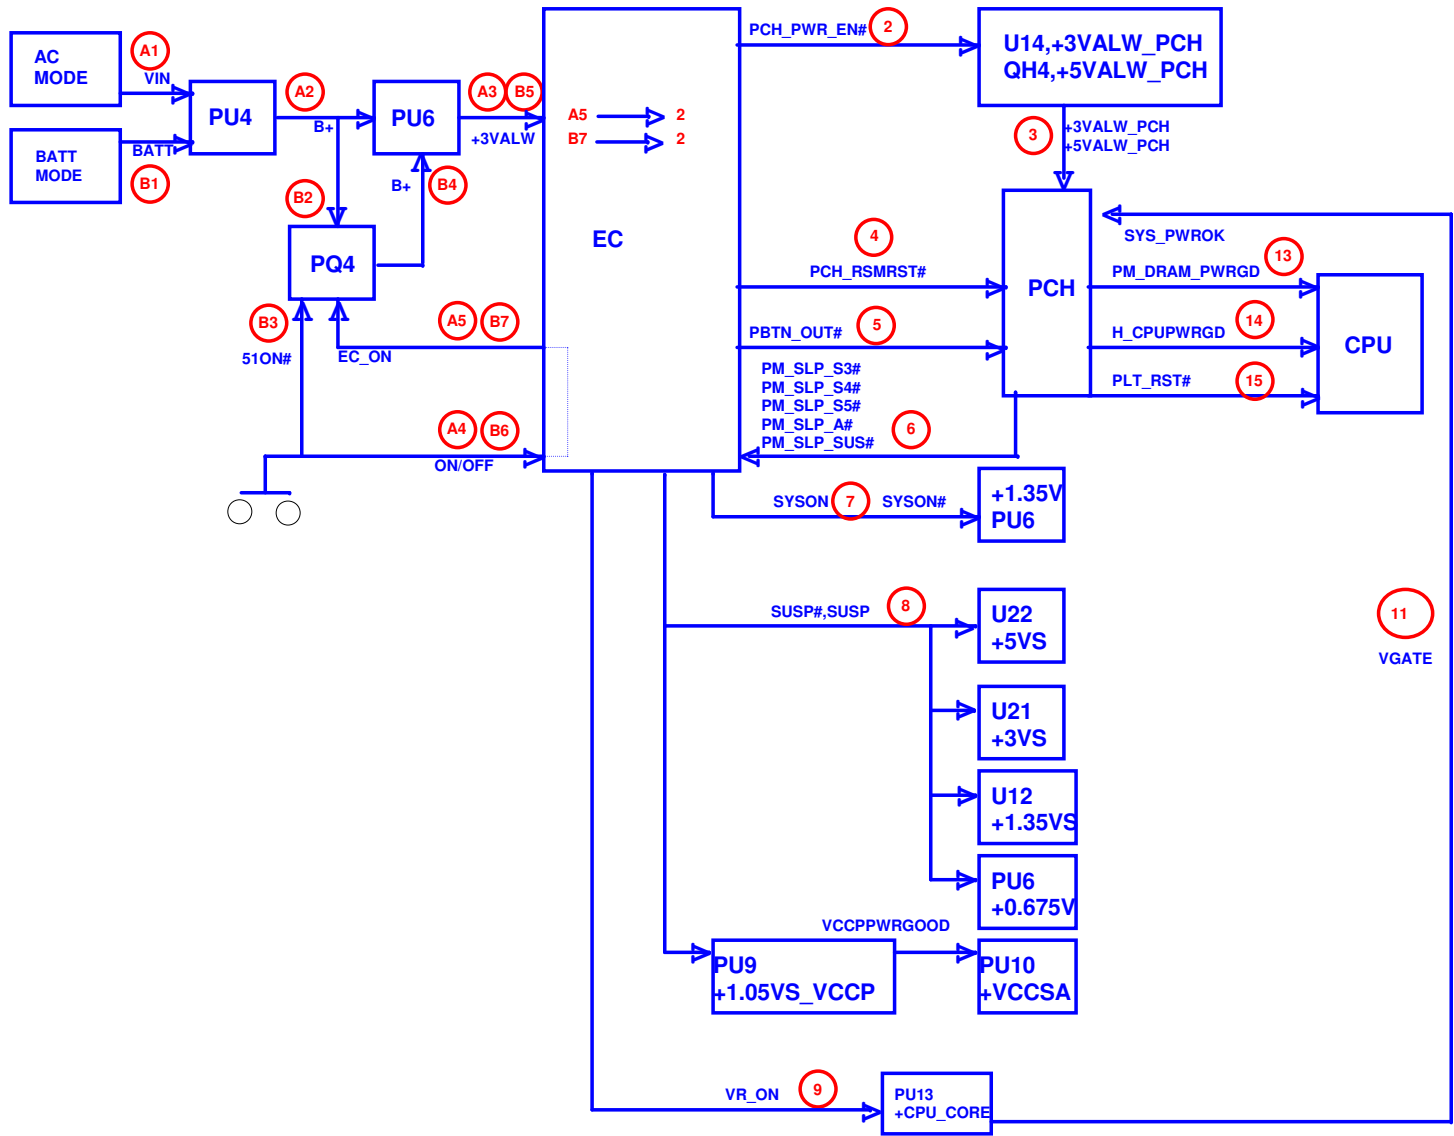 AC
MODE
A1
VIN
BATT
MODE
BATT
B1
PU4
A2
B+
PU6
A3
B5
+3VALW
B2
B+
B4
PQ4
B3
51ON#
A5
B7
EC_ON
A4
B6
ON/OFF
A5
2
B7
2
EC
PCH_PWR_EN#
2
U14,+3VALW_PCH
QH4,+5VALW_PCH
3
+3VALW_PCH
+5VALW_PCH
4
PCH_RSMRST#
PBTN_OUT#
5
PCH
SYS_PWROK
PM_DRAM_PWRGD
13
H_CPUPWRGD
14
PLT_RST#
15
CPU
PM_SLP_S3#
PM_SLP_S4#
PM_SLP_S5#
PM_SLP_A#
PM_SLP_SUS#
6
SYSON
7
SYSON#
+1.35V
PU6
SUSP#,SUSP
8
U22
+5VS
U21
+3VS
U12
+1.35VS
PU6
+0.675V
VCCPPWRGOOD
PU9
+1.05VS_VCCP
PU10
+VCCSA
VR_ON
9
PU13
+CPU_CORE
11
VGATE